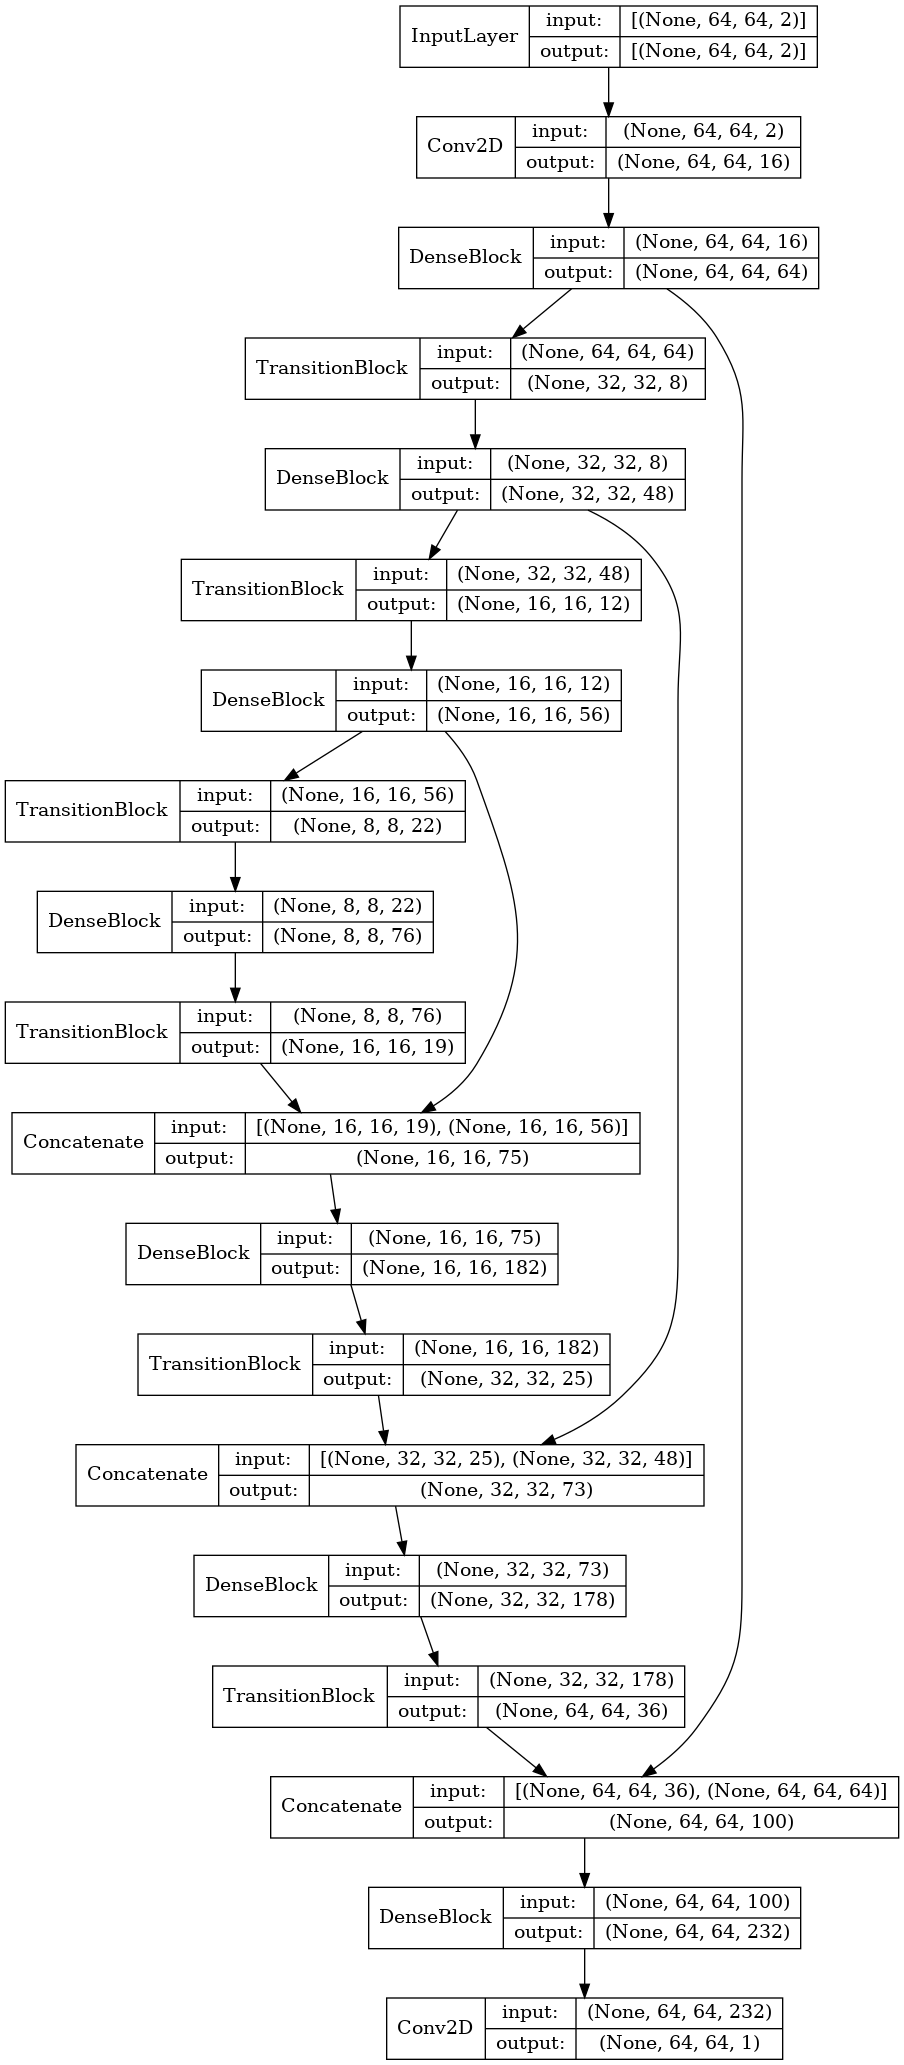 InputLayer
input: [(None, 64, 64, 2)]
output: [(None, 64, 64, 2)]
Conv2D
input: (None, 64, 64, 2)
output: (None, 64, 64, 16)
DenseBlock
input: (None, 64, 64, 16)
output: (None, 64, 64, 64)
TransitionBlock
input: (None, 64, 64, 64)
output: (None, 32, 32, 8)
DenseBlock
input: (None, 32, 32, 8)
output: (None, 32, 32, 48)
TransitionBlock
input: (None, 32, 32, 48)
output: (None, 16, 16, 12)
DenseBlock
input: (None, 16, 16, 12)
output: (None, 16, 16, 56)
TransitionBlock
input: (None, 16, 16, 56)
output: (None, 8, 8, 22)
DenseBlock
input: (None, 8, 8, 22)
output: (None, 8, 8, 76)
TransitionBlock
input: (None, 8, 8, 76)
output: (None, 16, 16, 19)
Concatenate
input: [(None, 16, 16, 19), (None, 16, 16, 56)]
output: (None, 16, 16, 75)
DenseBlock
input: (None, 16, 16, 75)
output: (None, 16, 16, 182)
TransitionBlock
input: (None, 16, 16, 182)
output: (None, 32, 32, 25)
Concatenate
input: [(None, 32, 32, 25), (None, 32, 32, 48)]
output: (None, 32, 32, 73)
DenseBlock
input: (None, 32, 32, 73)
output: (None, 32, 32, 178)
TransitionBlock
input: (None, 32, 32, 178)
output: (None, 64, 64, 36)
Concatenate
input: [(None, 64, 64, 36), (None, 64, 64, 64)]
output: (None, 64, 64, 100)
DenseBlock
input: (None, 64, 64, 100)
output: (None, 64, 64, 232)
Conv2D
input: (None, 64, 64, 232)
output: (None, 64, 64, 1)